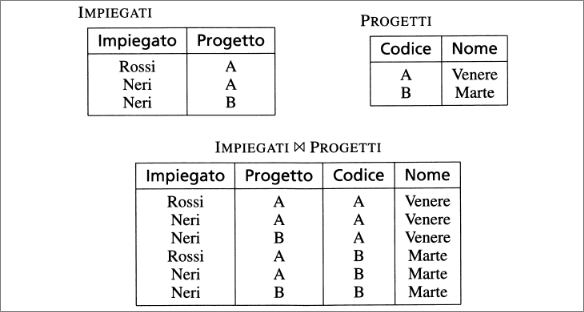 IMPIEGATI
Impiegato Progetto
Rossi A
Neri A
Neri B
PROGETTI
Codice Nome
A Venere
B Marte
IMPIEGATI ⋈ PROGETTI
Impiegato Progetto Codice Nome
Rossi A A Venere
Neri A A Venere
Neri B A Venere
Rossi A B Marte
Neri A B Marte
Neri B B Marte